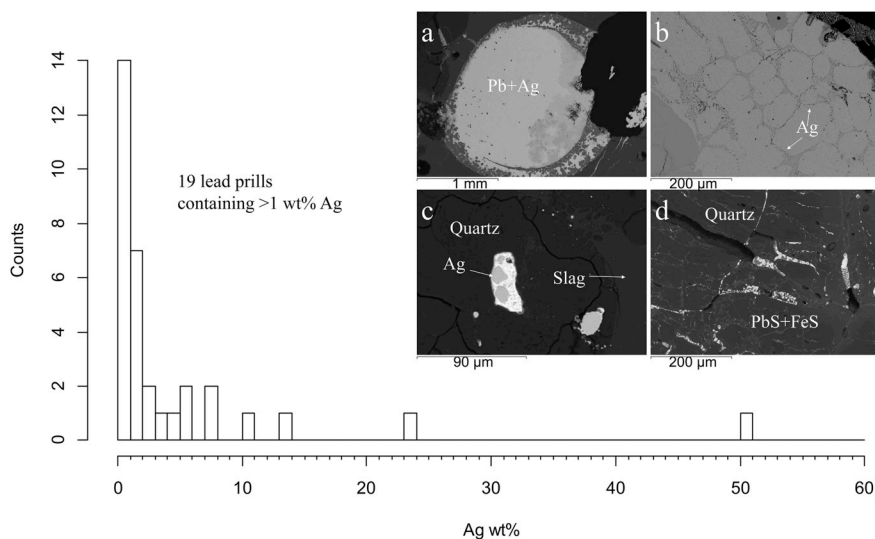 a
Pb+Ag
1 mm
b
Ag
200 µm
c
Quartz
Ag
Slag
90 µm
d
Quartz
PbS+FeS
200 µm
19 lead prills
containing >1 wt% Ag
Counts
14
12
10
8
6
4
2
0
0 10 20 30 40 50 60
Ag wt%